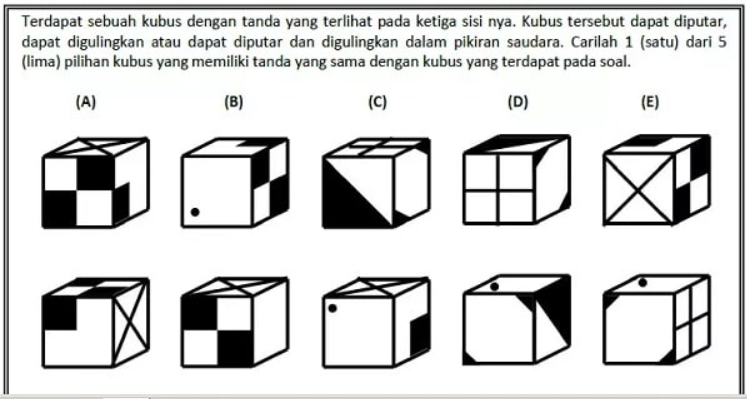 Terdapat sebuah kubus dengan tanda yang terlihat pada ketiga sisi nya. Kubus tersebut dapat diputar,
dapat digulingkan atau dapat diputar dan digulingkan dalam pikiran saudara. Carilah 1 (satu) dari 5
(lima) pilihan kubus yang memiliki tanda yang sama dengan kubus yang terdapat pada soal.
(A) (B) (C) (D) (E)